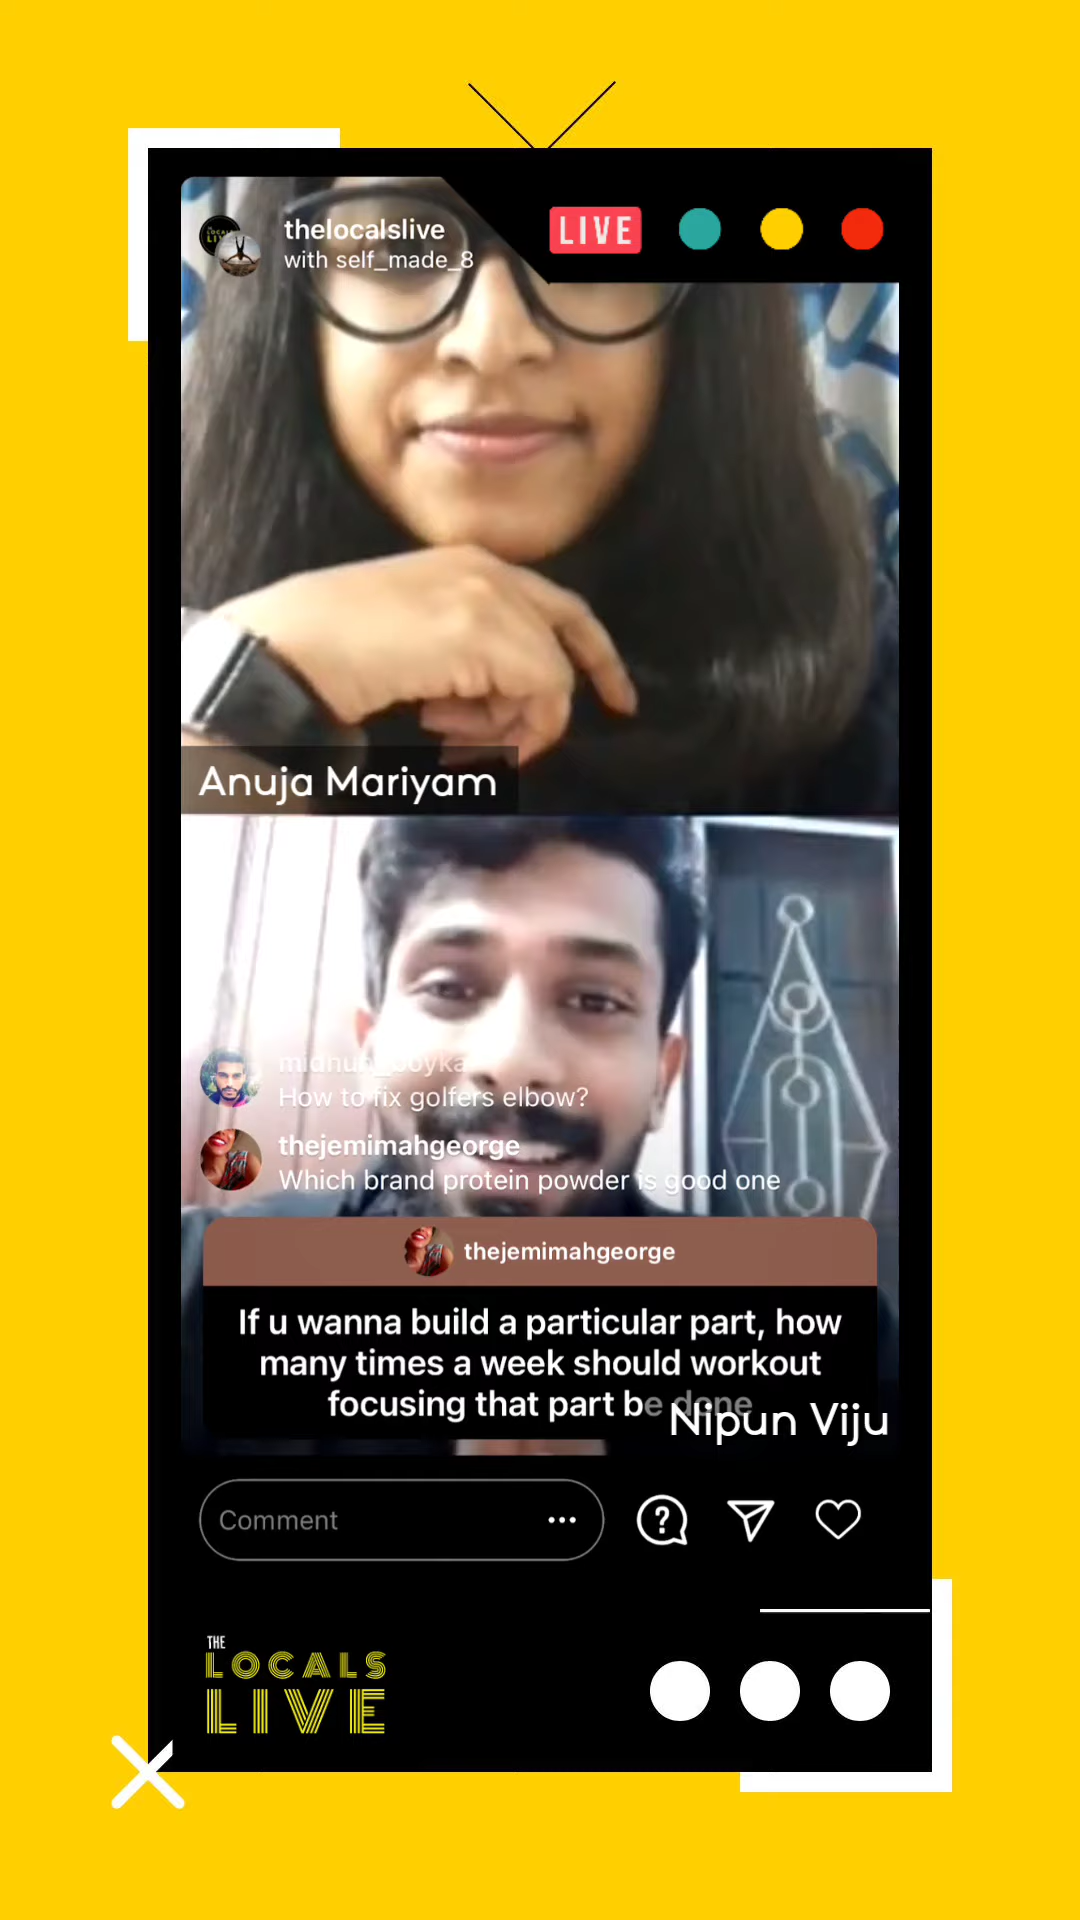 thelocalslive
with self_made_8
LIVE
Anuja Mariyam
How to fix golfers elbow?
thejemimahgeorge
Which brand protein powder is good one
thejemimahgeorge
If u wanna build a particular part, how
many times a week should workout
focusing that part be done
Nipun Viju
Comment
THE
LOCALS
LIVE